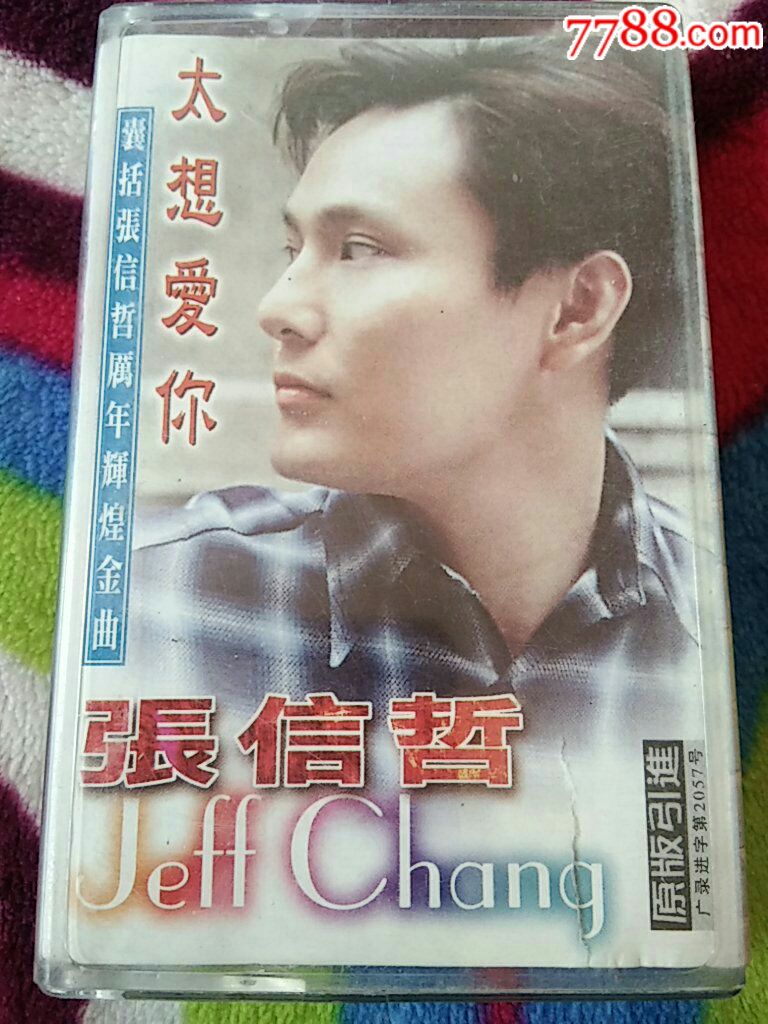 7788.com
太想愛你
囊括張信哲厲年輝煌金曲
張信哲
Jeff Chang
原版引進
广录进字第2057号